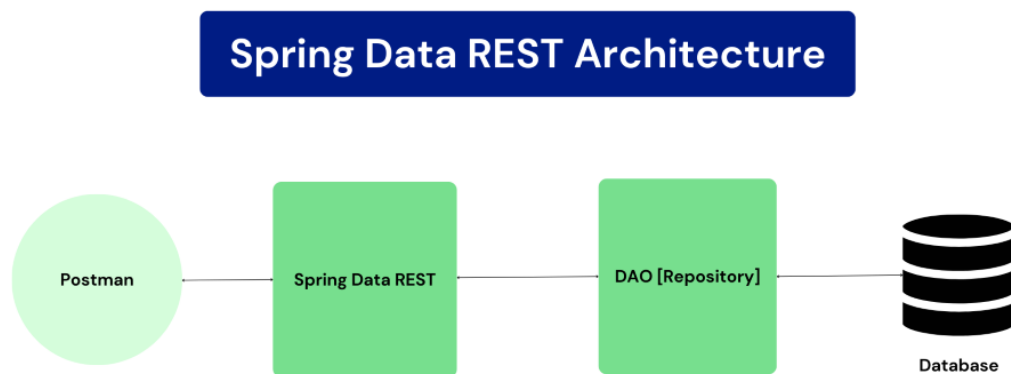 Spring Data REST Architecture
Postman
Spring Data REST
DAO [Repository]
Database